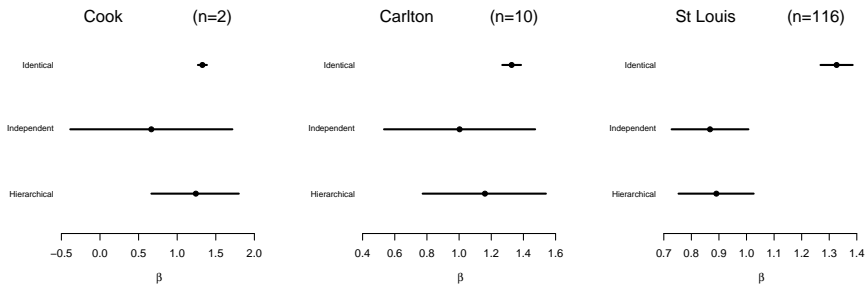 Cook (n=2)
Identical
Independent
Hierarchical
−0.5 0.0 0.5 1.0 1.5 2.0
β
Carlton (n=10)
Identical
Independent
Hierarchical
0.4 0.6 0.8 1.0 1.2 1.4 1.6
β
St Louis (n=116)
Identical
Independent
Hierarchical
0.7 0.8 0.9 1.0 1.1 1.2 1.3 1.4
β